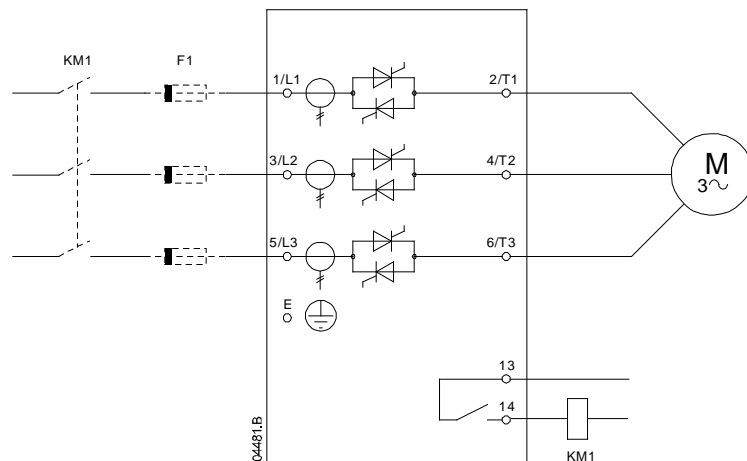 KM1
F1
1/L1
2/T1
3/L2
4/T2
M
3~
5/L3
6/T3
E
13
14
KM1
04481.B